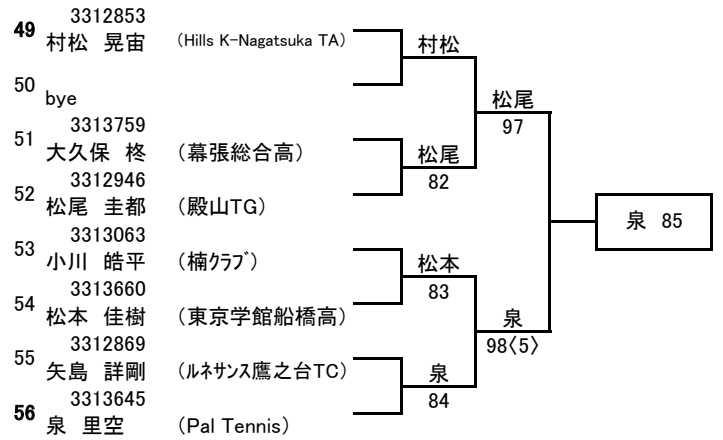 3312853
49 村松 晃宙 (Hills K-Nagatsuka TA)
村松
50 bye
松尾
97
3313759
51 大久保 柊 (幕張総合高)
松尾
82
3312946
52 松尾 圭都 (殿山TG)
泉 85
3313063
53 小川 皓平 (楠ｸﾗﾌﾞ)
松本
83
3313660
54 松本 佳樹 (東京学館船橋高)
泉
98〈5〉
3312869
55 矢島 詳剛 (ﾙﾈｻﾝｽ鷹之台TC)
泉
84
3313645
56 泉 里空 (Pal Tennis)